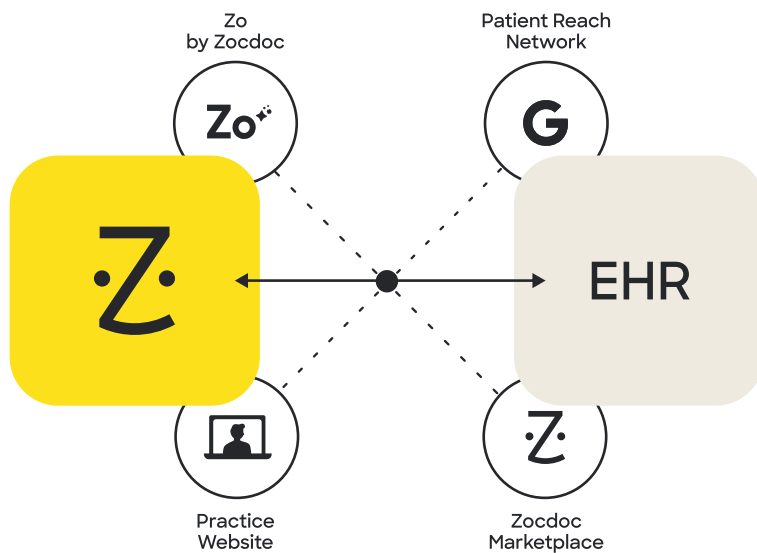 Zo
by Zocdoc
Patient Reach
Network
Zo
G
Z
EHR
Z
Practice
Website
Zocdoc
Marketplace